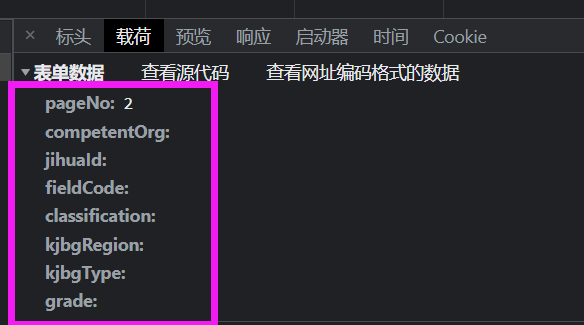 × 标头 载荷 预览 响应 启动器 时间 Cookie
▼表单数据 查看源代码 查看网址编码格式的数据
pageNo: 2
competentOrg:
jihuaId:
fieldCode:
classification:
kjbgRegion:
kjbgType:
grade: